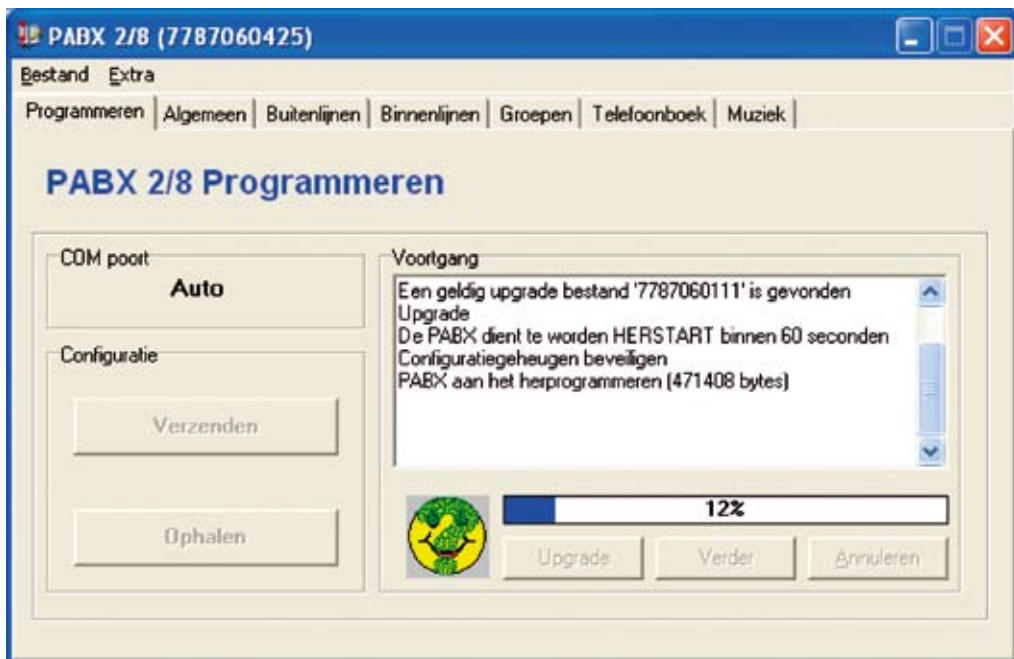 PABX 2/8 (7787060425)
Bestand Extra
Programmeren Algemeen Buitenlijnen Binnenlijnen Groepen Telefoonboek Muziek
PABX 2/8 Programmeren
COM poort
Auto
Configuratie
Verzenden
Ophalen
Voortgang
Een geldig upgrade bestand '7787060111' is gevonden
Upgrade
De PABX dient te worden HERSTART binnen 60 seconden
Configuratiegeheugen beveiligen
PABX aan het herprogrammeren (471408 bytes)
12%
Upgrade Verder Annuleren